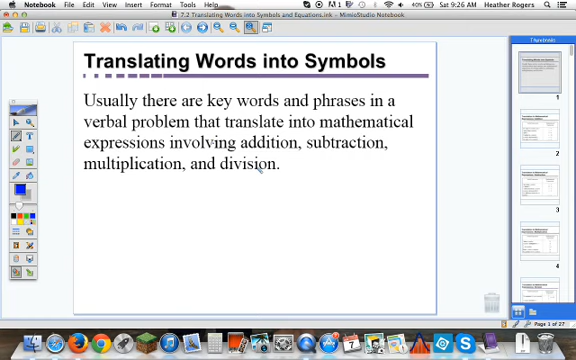 Notebook File Edit View Insert Format Tools Help 40% Sat 9:26 AM Heather Rogers
7.2 Translating Words into Symbols and Equations.ink — MimioStudio Notebook
Translating Words into Symbols
Usually there are key words and phrases in a
verbal problem that translate into mathematical
expressions involving addition, subtraction,
multiplication, and division.
Thumbnails
1
2
3
4
Page 1 of 27